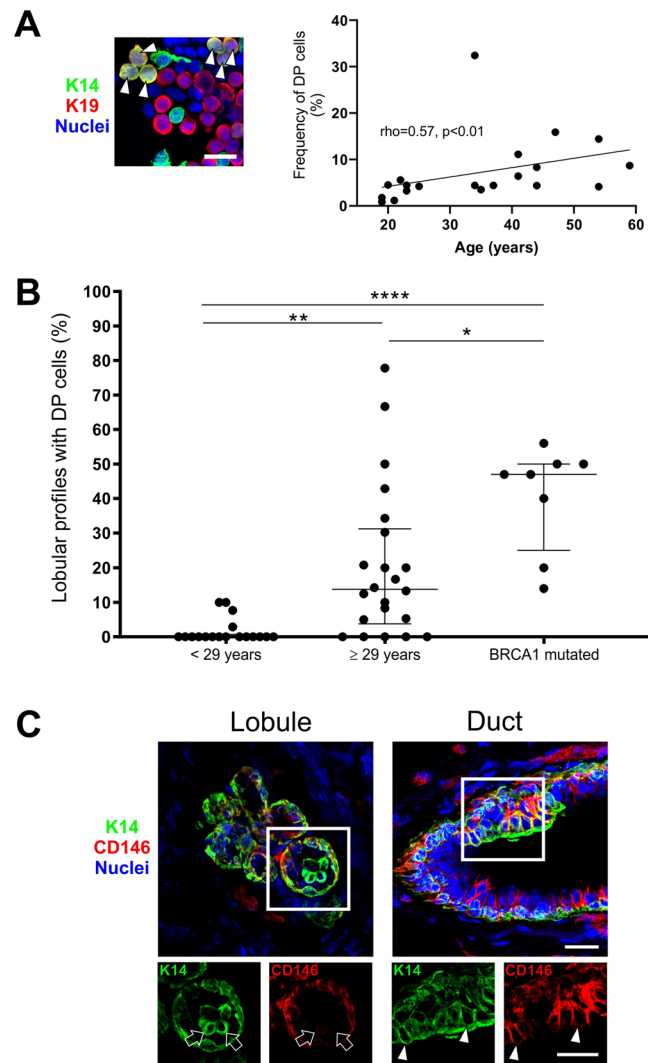 A
K14
K19
Nuclei
Frequency of DP cells
(%)
40
30
20
10
0
rho=0.57, p<0.01
20 30 40 50 60
Age (years)
B
Lobular profiles with DP cells (%)
100
90
80
70
60
50
40
30
20
10
0
****
**
*
< 29 years
≥ 29 years
BRCA1 mutated
C
Lobule
Duct
K14
CD146
Nuclei
K14
CD146
K14
CD146